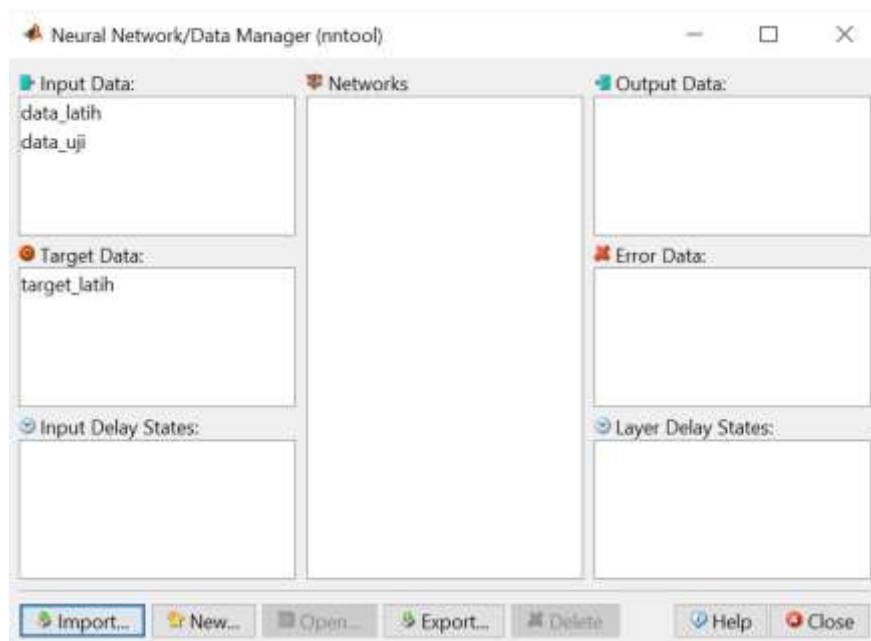 Neural Network/Data Manager (nntool)
Input Data:
data_latih
data_uji
Networks
Output Data:
Target Data:
target_latih
Error Data:
Input Delay States:
Layer Delay States:
Import...
New...
Open...
Export...
Delete
Help
Close